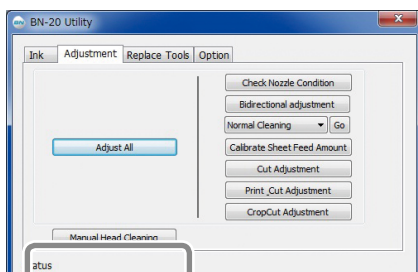 BN-20 Utility
Ink Adjustment Replace Tools Option
Check Nozzle Condition
Bidirectional adjustment
Normal Cleaning Go
Adjust All
Calibrate Sheet Feed Amount
Cut Adjustment
Print_Cut Adjustment
CropCut Adjustment
Manual Head Cleaning
atus